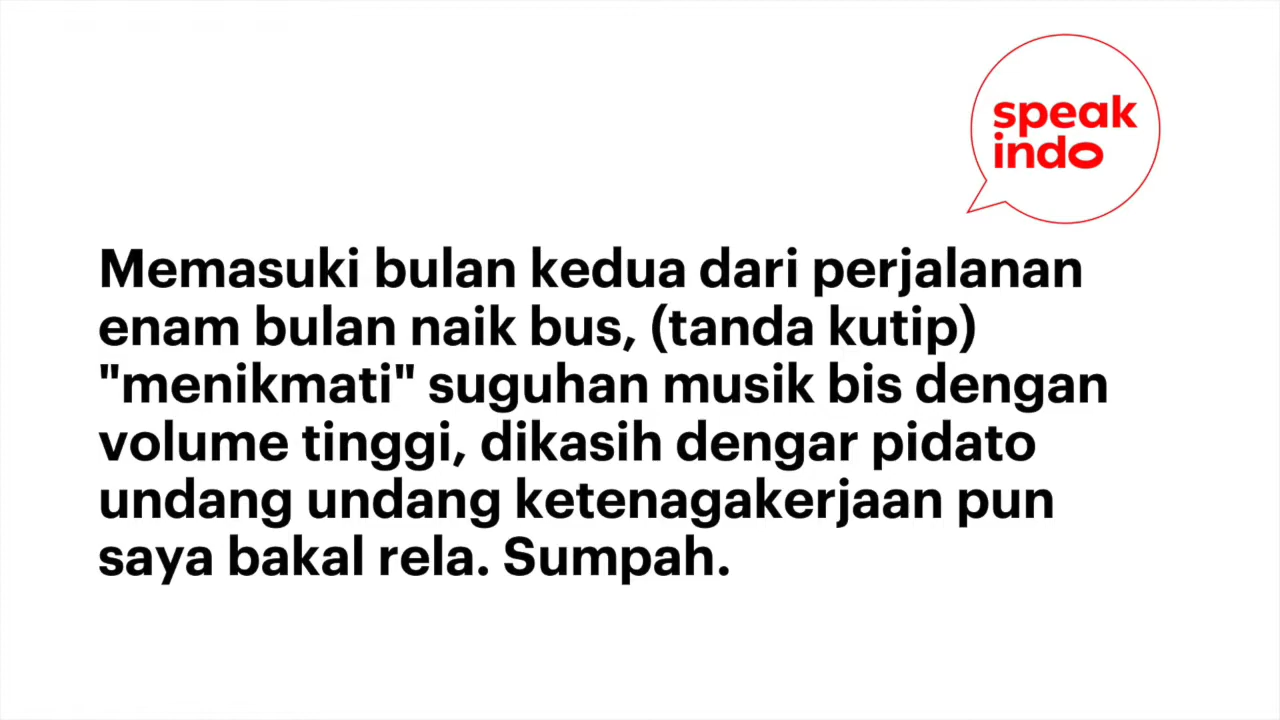 speak
indo
Memasuki bulan kedua dari perjalanan
enam bulan naik bus, (tanda kutip)
"menikmati" suguhan musik bis dengan
volume tinggi, dikasih dengar pidato
undang undang ketenagakerjaan pun
saya bakal rela. Sumpah.